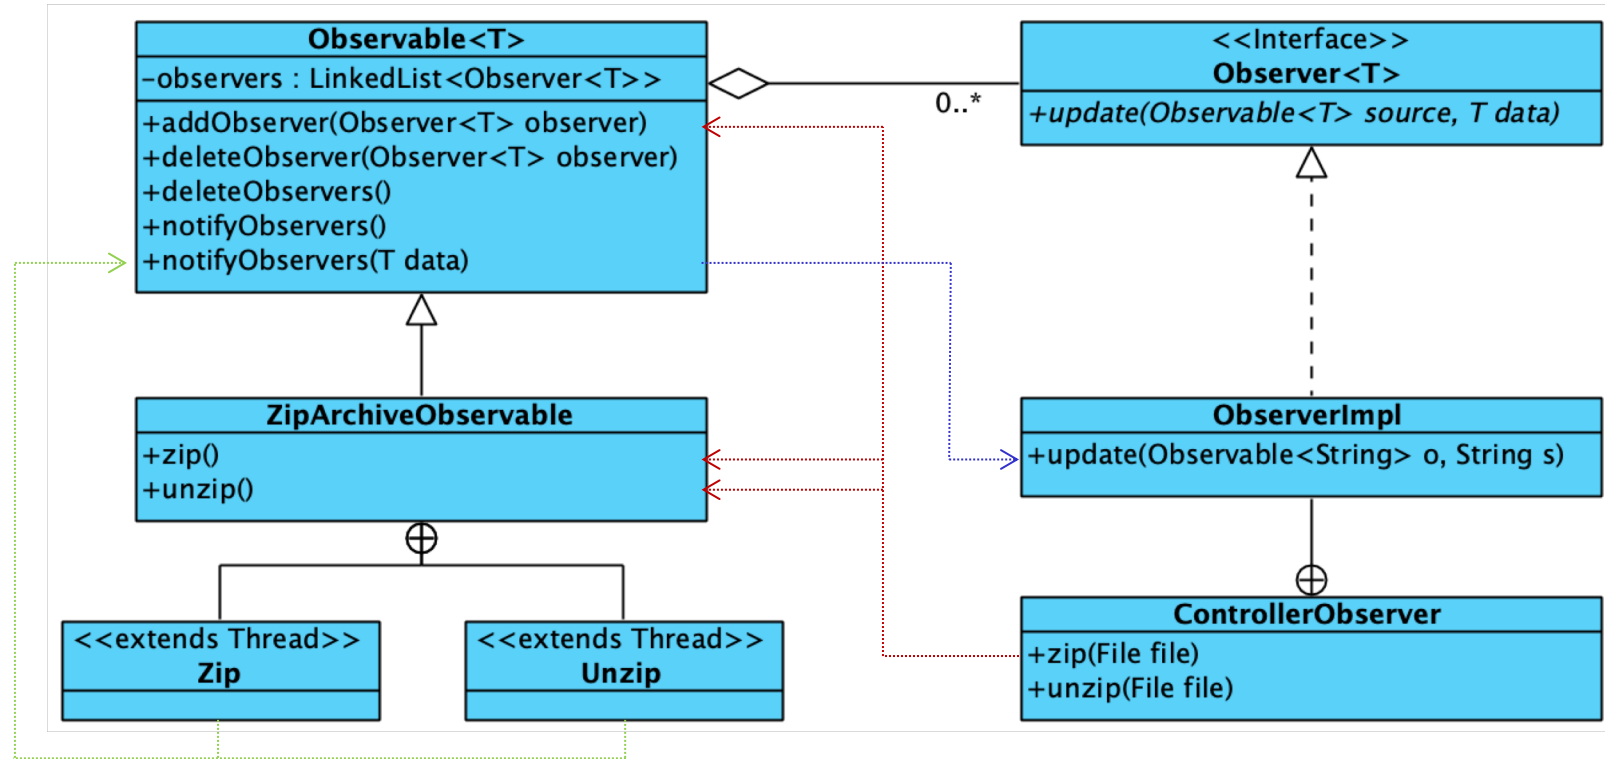 Observable<T>
-observers : LinkedList<Observer<T>>
+addObserver(Observer<T> observer)
+deleteObserver(Observer<T> observer)
+deleteObservers()
+notifyObservers()
+notifyObservers(T data)
0..*
<<Interface>>
Observer<T>
+update(Observable<T> source, T data)
ZipArchiveObservable
+zip()
+unzip()
ObserverImpl
+update(Observable<String> o, String s)
<<extends Thread>>
Zip
<<extends Thread>>
Unzip
ControllerObserver
+zip(File file)
+unzip(File file)